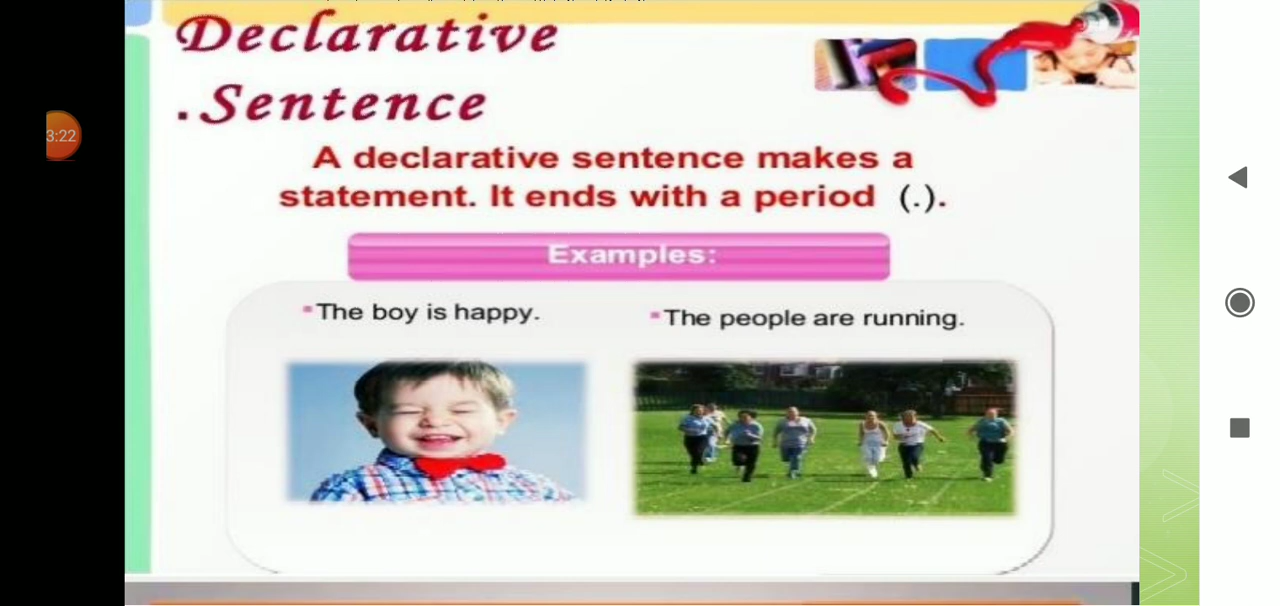 Declarative
.Sentence
A declarative sentence makes a
statement. It ends with a period (.).
Examples:
▪The boy is happy.
▪The people are running.
3:22